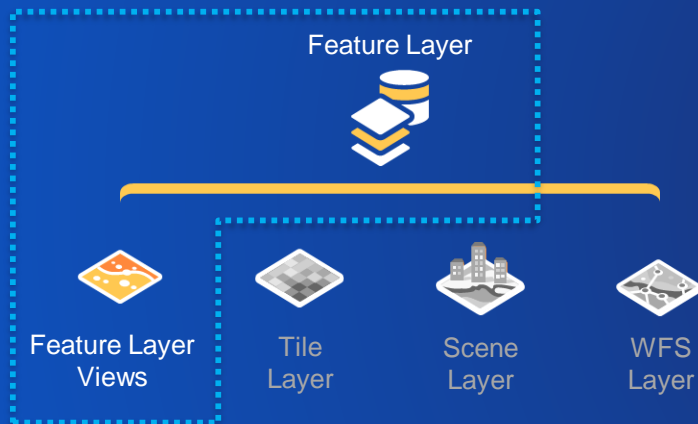 Feature Layer
Feature Layer
Views
Tile
Layer
Scene
Layer
WFS
Layer